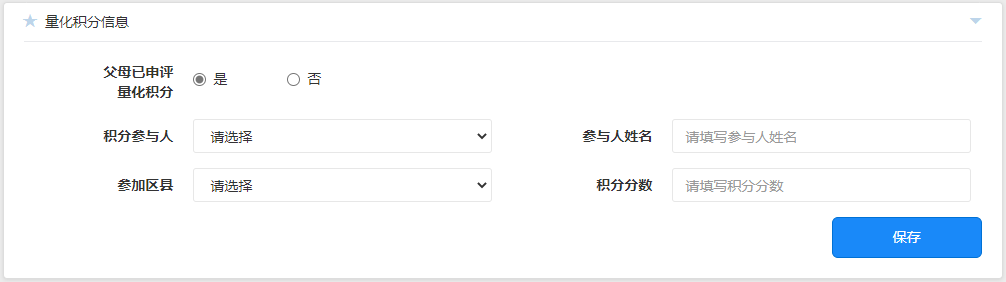 量化积分信息
父母已申评
量化积分
是
否
积分参与人
请选择
参与人姓名
请填写参与人姓名
参加区县
请选择
积分分数
请填写积分分数
保存